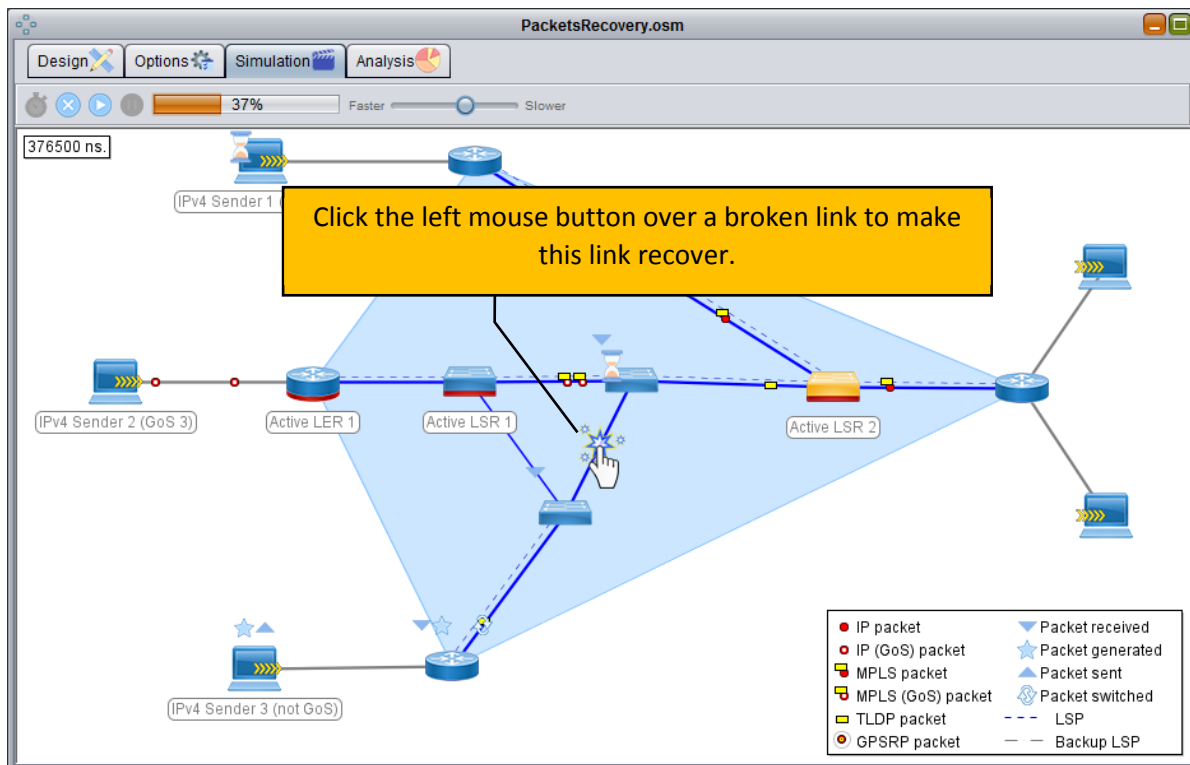 PacketsRecovery.osm
Design
Options
Simulation
Analysis
37%
Faster
Slower
376500 ns.
IPv4 Sender 1 (
Click the left mouse button over a broken link to make
this link recover.
IPv4 Sender 2 (GoS 3)
Active LER 1
Active LSR 1
Active LSR 2
IPv4 Sender 3 (not GoS)
IP packet
IP (GoS) packet
MPLS packet
MPLS (GoS) packet
TLDP packet
GPSRP packet
Packet received
Packet generated
Packet sent
Packet switched
LSP
Backup LSP